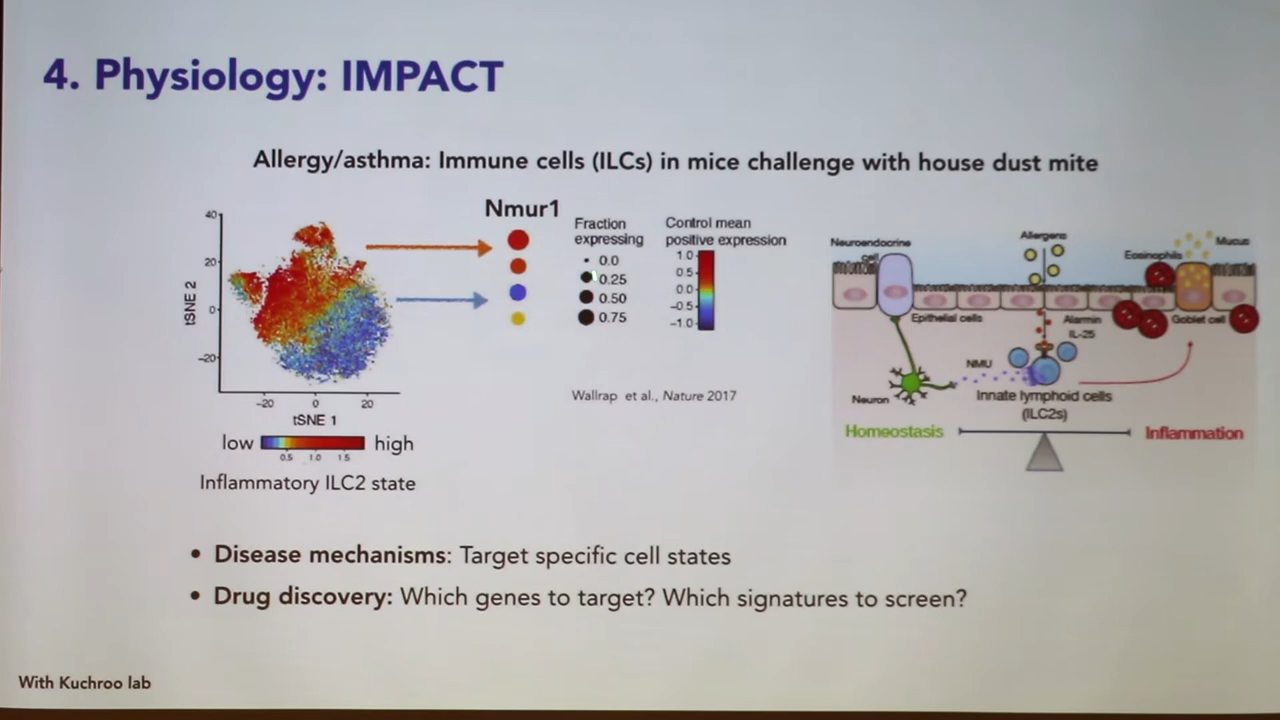 4. Physiology: IMPACT
Allergy/asthma: Immune cells (ILCs) in mice challenge with house dust mite
40
20
0
−20
tSNE 2
−20 0 20
tSNE 1
low high
0.5 1.0 1.5
Inflammatory ILC2 state
Nmur1
Fraction
expressing
0.0
0.25
0.50
0.75
Control mean
positive expression
1.0
0.5
0.0
−0.5
−1.0
Wallrap et al., Nature 2017
Neuroendocrine
cell
Allergens
Eosinophils
Mucus
Epithelial cells
Alarmin
IL-25
Goblet cell
NMU
Neuron
Innate lymphoid cells
(ILC2s)
Homeostasis
Inflammation
• Disease mechanisms: Target specific cell states
• Drug discovery: Which genes to target? Which signatures to screen?
With Kuchroo lab